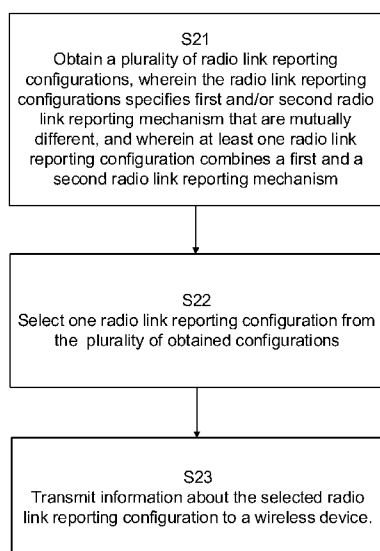 S21
Obtain a plurality of radio link reporting
configurations, wherein the radio link reporting
configurations specifies first and/or second radio
link reporting mechanism that are mutually
different, and wherein at least one radio link
reporting configuration combines a first and a
second radio link reporting mechanism
S22
Select one radio link reporting configuration from
the plurality of obtained configurations
S23
Transmit information about the selected radio
link reporting configuration to a wireless device.